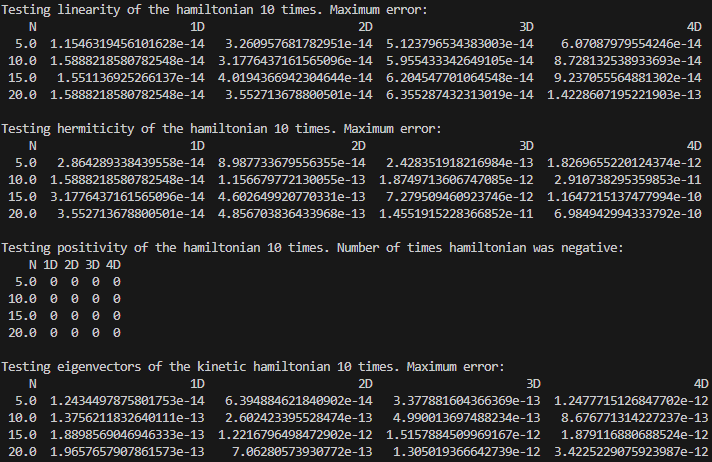 Testing linearity of the hamiltonian 10 times. Maximum error:
N 1D 2D 3D 4D
5.0 1.1546319456101628e-14 3.260957681782951e-14 5.123796534383003e-14 6.07087979554246e-14
10.0 1.5888218580782548e-14 3.1776437161565096e-14 5.955433342649105e-14 8.728132538933693e-14
15.0 1.551136925266137e-14 4.0194366942304644e-14 6.204547701064548e-14 9.237055564881302e-14
20.0 1.5888218580782548e-14 3.552713678800501e-14 6.355287432313019e-14 1.4228607195221903e-13
Testing hermiticity of the hamiltonian 10 times. Maximum error:
N 1D 2D 3D 4D
5.0 2.864289338439558e-14 8.987733679556355e-14 2.428351918216984e-13 1.8269655220124374e-12
10.0 1.5888218580782548e-14 1.156679772130055e-13 1.8749713606747085e-12 2.910738295359853e-11
15.0 3.1776437161565096e-14 4.602649920770331e-13 7.279509460923746e-12 1.1647215137477994e-10
20.0 3.552713678800501e-14 4.856703836433968e-13 1.4551915228366852e-11 6.984942994333792e-10
Testing positivity of the hamiltonian 10 times. Number of times hamiltonian was negative:
N 1D 2D 3D 4D
5.0 0 0 0 0
10.0 0 0 0 0
15.0 0 0 0 0
20.0 0 0 0 0
Testing eigenvectors of the kinetic hamiltonian 10 times. Maximum error:
N 1D 2D 3D 4D
5.0 1.2434497875801753e-14 6.394884621840902e-14 3.377881604366369e-13 1.2477715126847702e-12
10.0 1.3756211832640111e-13 2.602423395528474e-13 4.990013697488234e-13 8.676771314227237e-13
15.0 1.8898569046946333e-13 1.2216796498472902e-12 1.5157884509969167e-12 1.879116880688524e-12
20.0 1.9657657907861573e-13 7.06280573930772e-13 1.305019366642739e-12 3.4225229075923987e-12